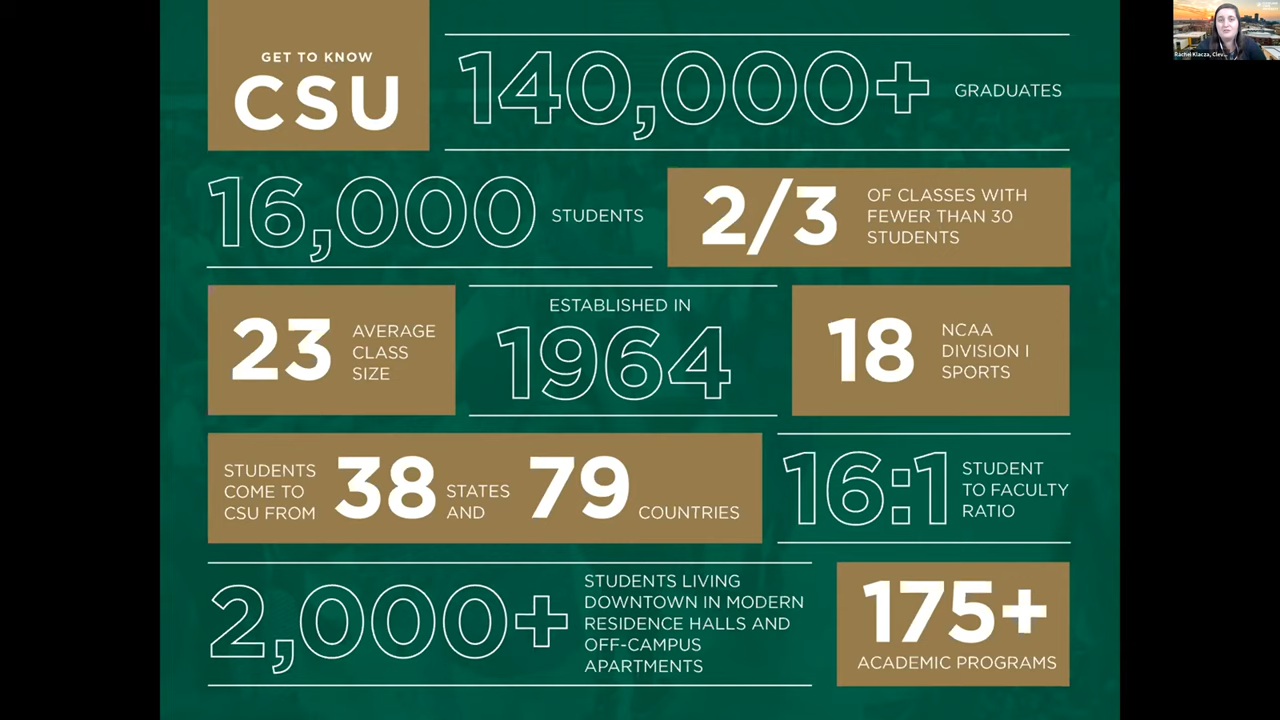 GET TO KNOW
CSU
140,000+ GRADUATES
16,000 STUDENTS
2/3 OF CLASSES WITH
FEWER THAN 30
STUDENTS
23 AVERAGE
CLASS
SIZE
ESTABLISHED IN
1964
18 NCAA
DIVISION I
SPORTS
STUDENTS
COME TO
CSU FROM
38 STATES
AND
79 COUNTRIES
16:1 STUDENT
TO FACULTY
RATIO
2,000+ STUDENTS LIVING
DOWNTOWN IN MODERN
RESIDENCE HALLS AND
OFF-CAMPUS
APARTMENTS
175+
ACADEMIC PROGRAMS
Rachel Klacza, Clev...